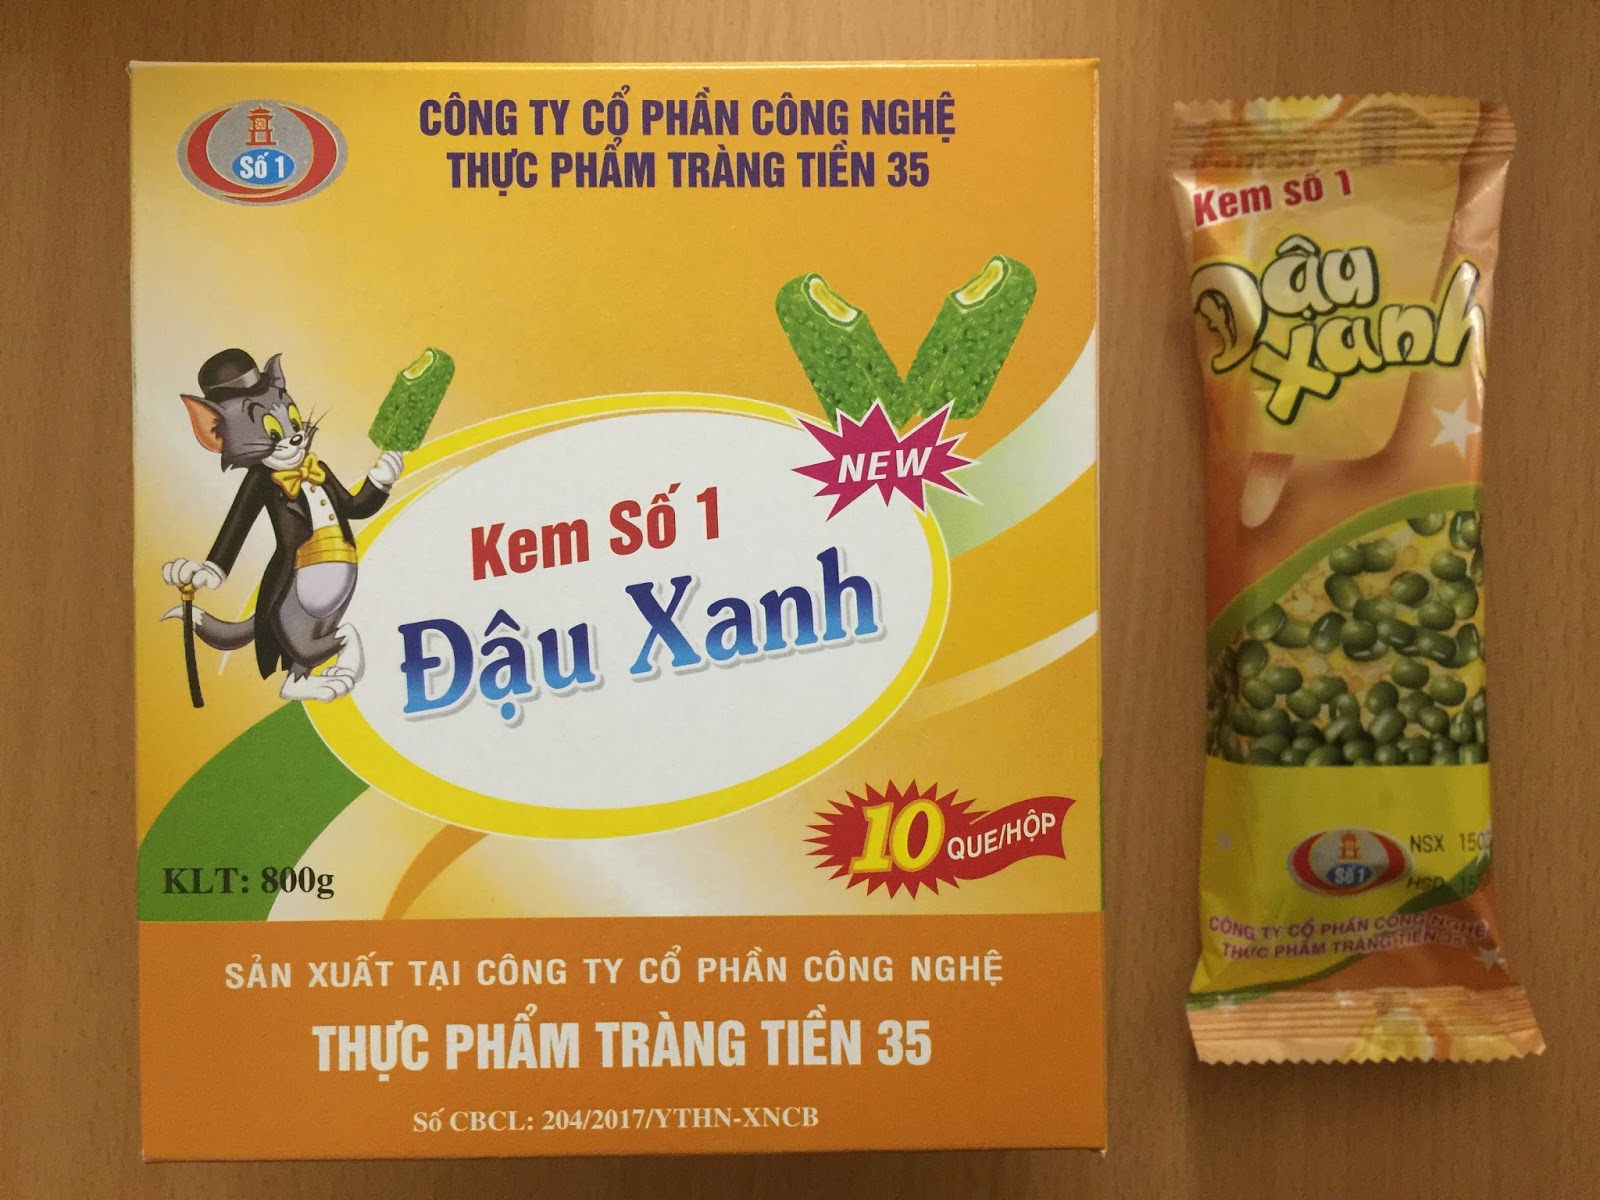 Số 1
CÔNG TY CỔ PHẦN CÔNG NGHỆ
THỰC PHẨM TRÀNG TIỀN 35
NEW
Kem Số 1
Đậu Xanh
10 QUE/HỘP
KLT: 800g
SẢN XUẤT TẠI CÔNG TY CỔ PHẦN CÔNG NGHỆ
THỰC PHẨM TRÀNG TIỀN 35
Số CBCL: 204/2017/YTHN-XNCB
Kem số 1
Đậu
Xanh
Số 1
NSX
HSD
CÔNG TY CỔ PHẦN CÔNG NGHỆ
THỰC PHẨM TRÀNG TIỀN